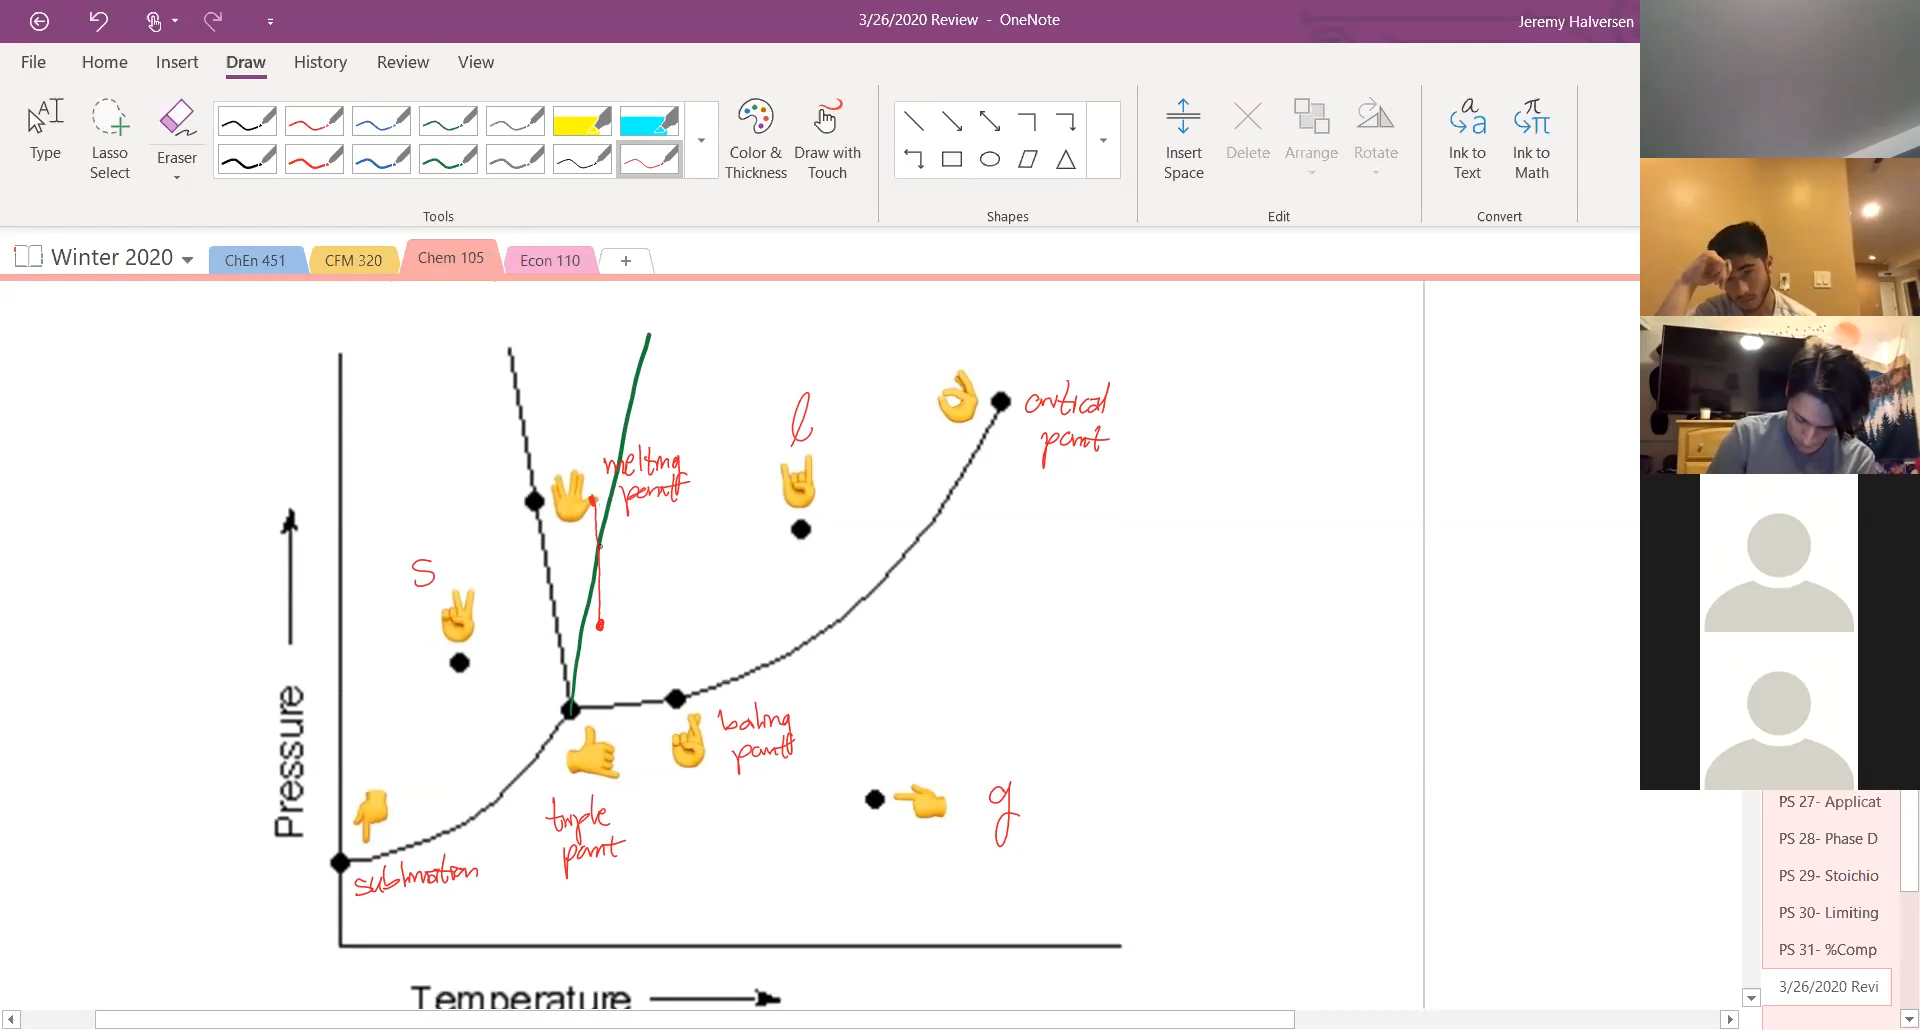 3/26/2020 Review - OneNote
Jeremy Halversen
File Home Insert Draw History Review View
Type
Lasso Select
Eraser
Color & Thickness
Draw with Touch
Insert Space
Delete
Arrange
Rotate
Ink to Text
Ink to Math
Tools
Shapes
Edit
Convert
Winter 2020
ChEn 451
CFM 320
Chem 105
Econ 110
critical
point
l
melting
point
s
boiling
point
triple
point
g
sublimation
Pressure
Temperature
PS 27- Applicat
PS 28- Phase D
PS 29- Stoichio
PS 30- Limiting
PS 31- %Comp
3/26/2020 Revi